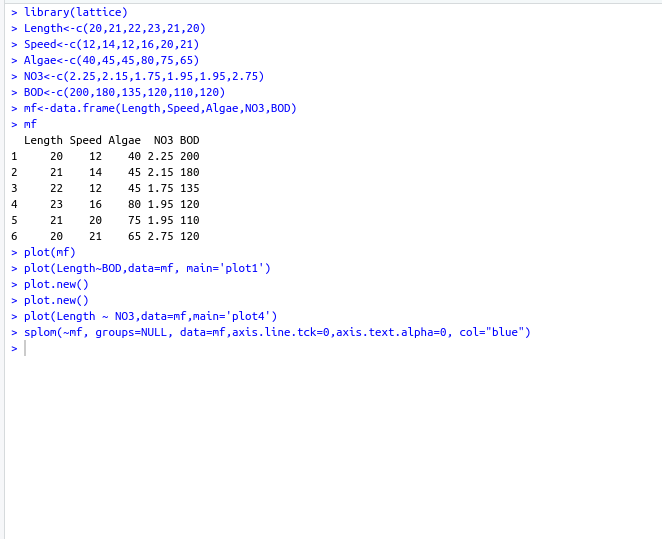 > library(lattice)
> Length<-c(20,21,22,23,21,20)
> Speed<-c(12,14,12,16,20,21)
> Algae<-c(40,45,45,80,75,65)
> NO3<-c(2.25,2.15,1.75,1.95,1.95,2.75)
> BOD<-c(200,180,135,120,110,120)
> mf<-data.frame(Length,Speed,Algae,NO3,BOD)
> mf
  Length Speed Algae  NO3 BOD
1     20    12    40 2.25 200
2     21    14    45 2.15 180
3     22    12    45 1.75 135
4     23    16    80 1.95 120
5     21    20    75 1.95 110
6     20    21    65 2.75 120
> plot(mf)
> plot(Length~BOD,data=mf, main='plot1')
> plot.new()
> plot.new()
> plot(Length ~ NO3,data=mf,main='plot4')
> splom(~mf, groups=NULL, data=mf,axis.line.tck=0,axis.text.alpha=0, col="blue")
>